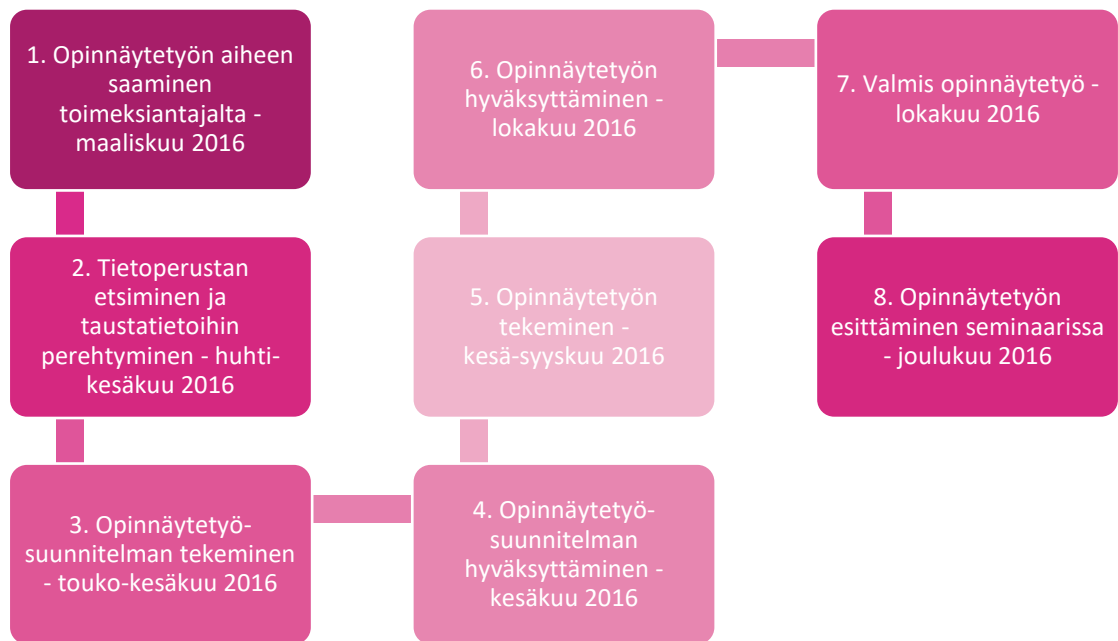 1. Opinnäytetyön aiheen
saaminen
toimeksiantajalta -
maaliskuu 2016
2. Tietoperustan
etsiminen ja
taustatietoihin
perehtyminen - huhti-
kesäkuu 2016
3. Opinnäytetyö-
suunnitelman tekeminen
- touko-kesäkuu 2016
4. Opinnäytetyö-
suunnitelman
hyväksyttäminen -
kesäkuu 2016
5. Opinnäytetyön
tekeminen -
kesä-syyskuu 2016
6. Opinnäytetyön
hyväksyttäminen -
lokakuu 2016
7. Valmis opinnäytetyö -
lokakuu 2016
8. Opinnäytetyön
esittäminen seminaarissa
- joulukuu 2016